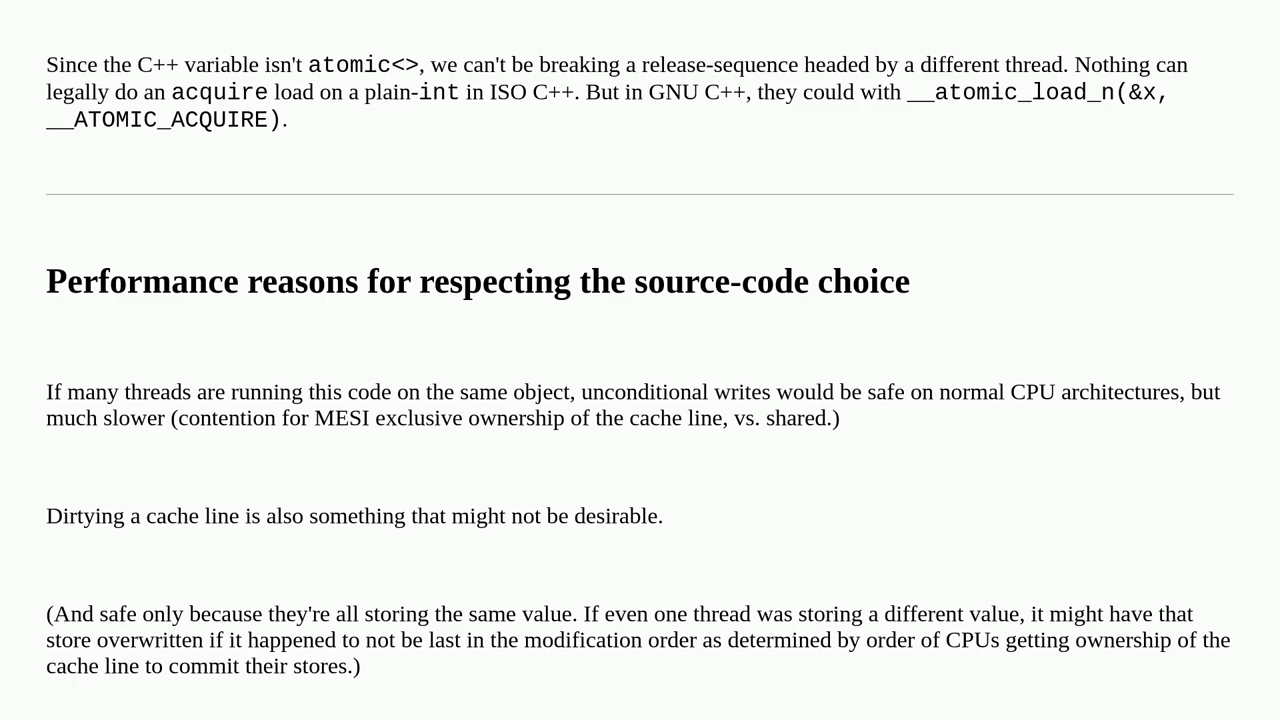 Since the C++ variable isn't atomic<>, we can't be breaking a release-sequence headed by a different thread. Nothing can
legally do an acquire load on a plain-int in ISO C++. But in GNU C++, they could with __atomic_load_n(&x,
__ATOMIC_ACQUIRE).
Performance reasons for respecting the source-code choice
If many threads are running this code on the same object, unconditional writes would be safe on normal CPU architectures, but
much slower (contention for MESI exclusive ownership of the cache line, vs. shared.)
Dirtying a cache line is also something that might not be desirable.
(And safe only because they're all storing the same value. If even one thread was storing a different value, it might have that
store overwritten if it happened to not be last in the modification order as determined by order of CPUs getting ownership of the
cache line to commit their stores.)